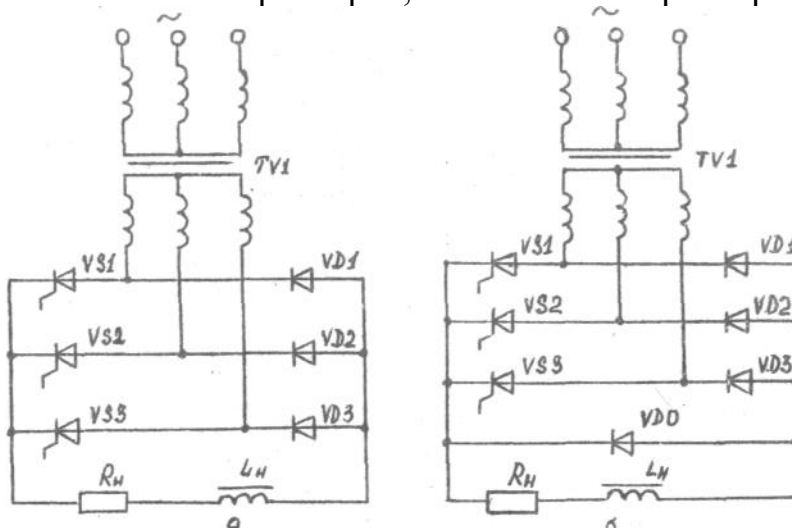 ~ ~
TV1 TV1
VS1 VD1 VS1 VD1
VS2 VD2 VS2 VD2
VS3 VD3 VS3 VD3
VD0
Rн Lн Rн Lн